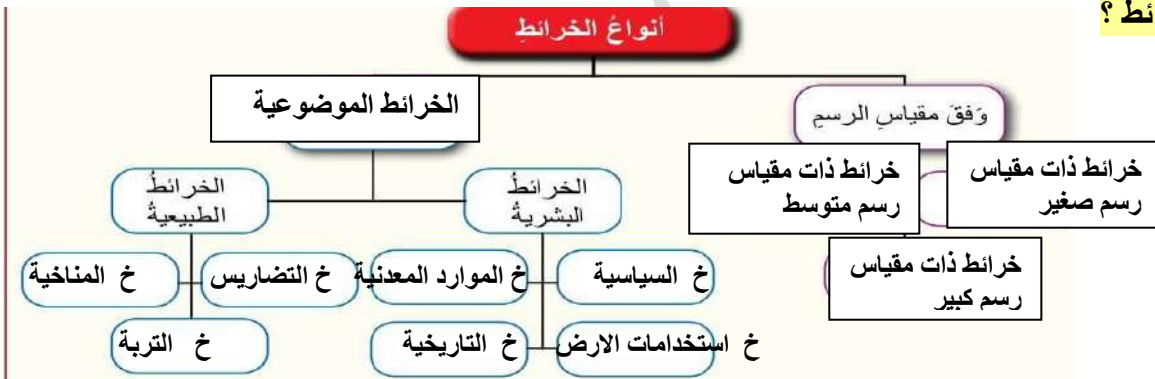 ئط ؟
أنواعُ الخرائطِ
وَفقَ مقياسِ الرسمِ
الخرائط الموضوعية
خرائط ذات مقياس
رسم صغير
خرائط ذات مقياس
رسم متوسط
خرائط ذات مقياس
رسم كبير
الخرائطُ
البشريةُ
الخرائطُ
الطبيعيةُ
خ السياسية
خ الموارد المعدنية
خ التضاريس
خ المناخية
خ استخدامات الارض
خ التاريخية
خ التربة